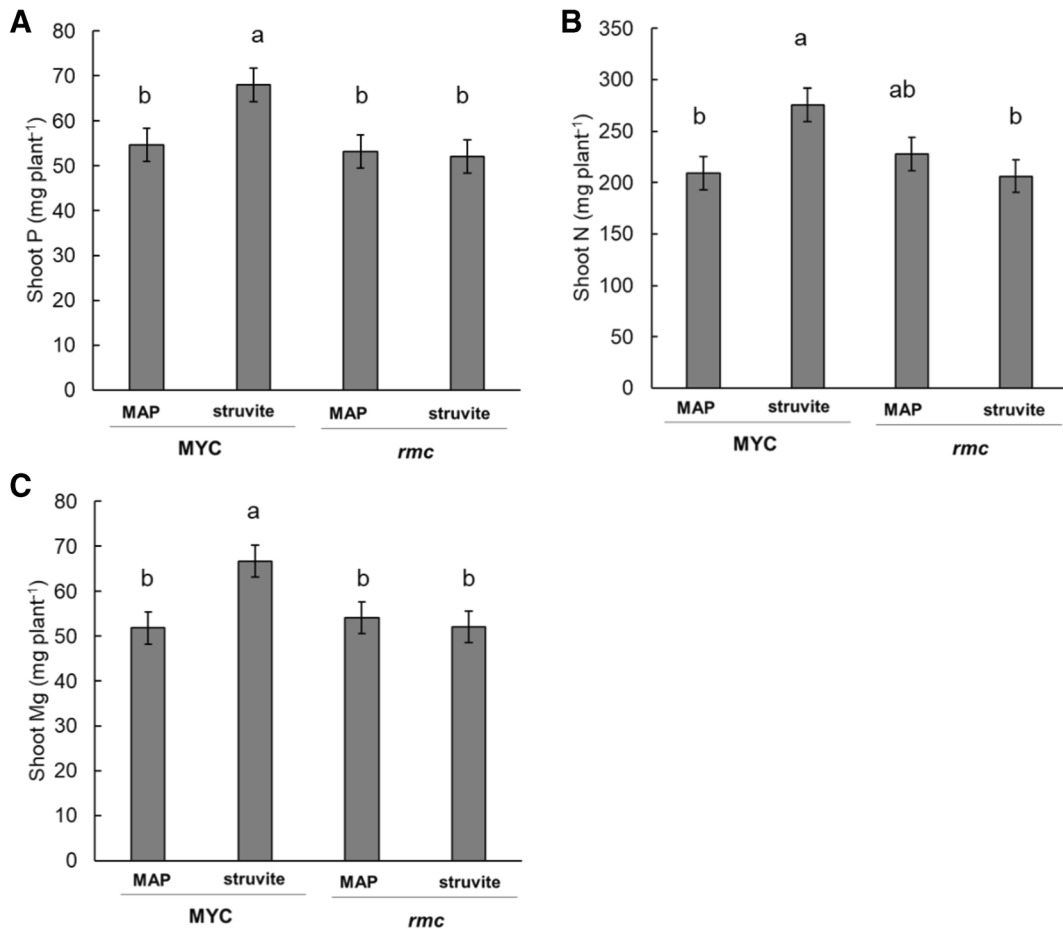 A
Shoot P (mg plant⁻¹)
80
70
60
50
40
30
20
10
0
b
a
b
b
MAP
struvite
MAP
struvite
MYC
rmc
B
Shoot N (mg plant⁻¹)
350
300
250
200
150
100
50
0
b
a
ab
b
MAP
struvite
MAP
struvite
MYC
rmc
C
Shoot Mg (mg plant⁻¹)
80
70
60
50
40
30
20
10
0
b
a
b
b
MAP
struvite
MAP
struvite
MYC
rmc